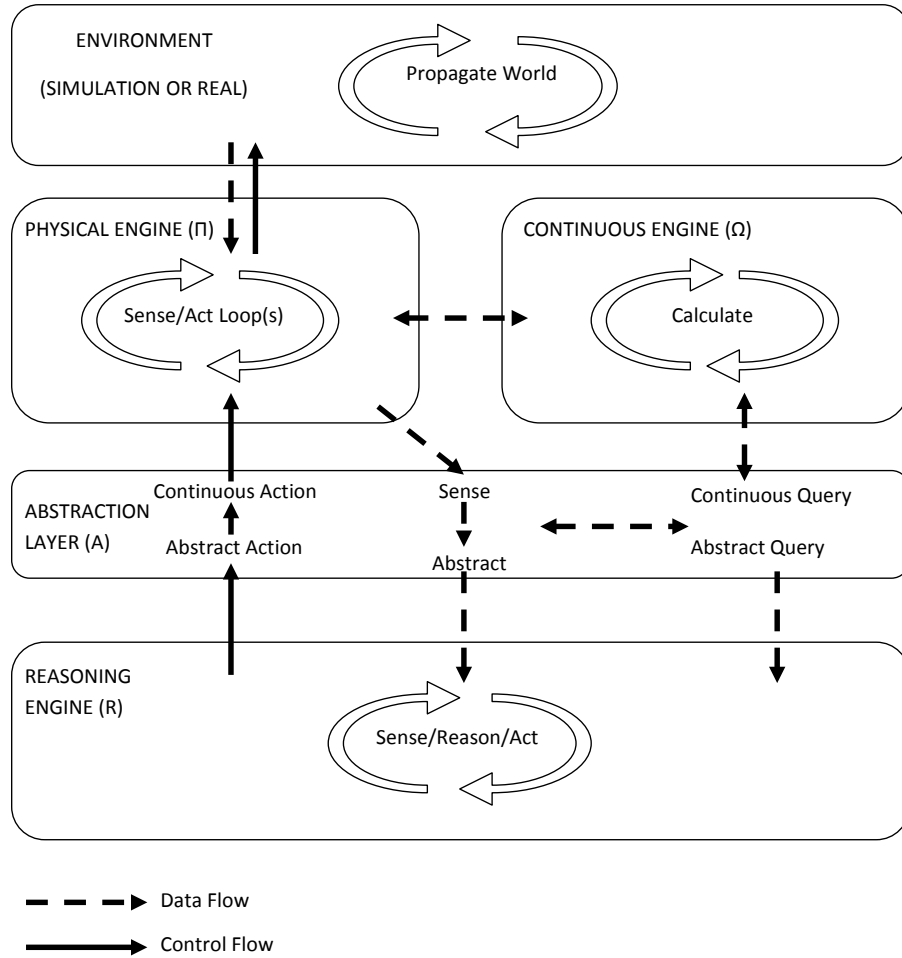 ENVIRONMENT
(SIMULATION OR REAL)
Propagate World
PHYSICAL ENGINE (Π)
Sense/Act Loop(s)
CONTINUOUS ENGINE (Ω)
Calculate
Continuous Action
Sense
Continuous Query
ABSTRACTION
LAYER (A)
Abstract Action
Abstract
Abstract Query
REASONING
ENGINE (R)
Sense/Reason/Act
Data Flow
Control Flow